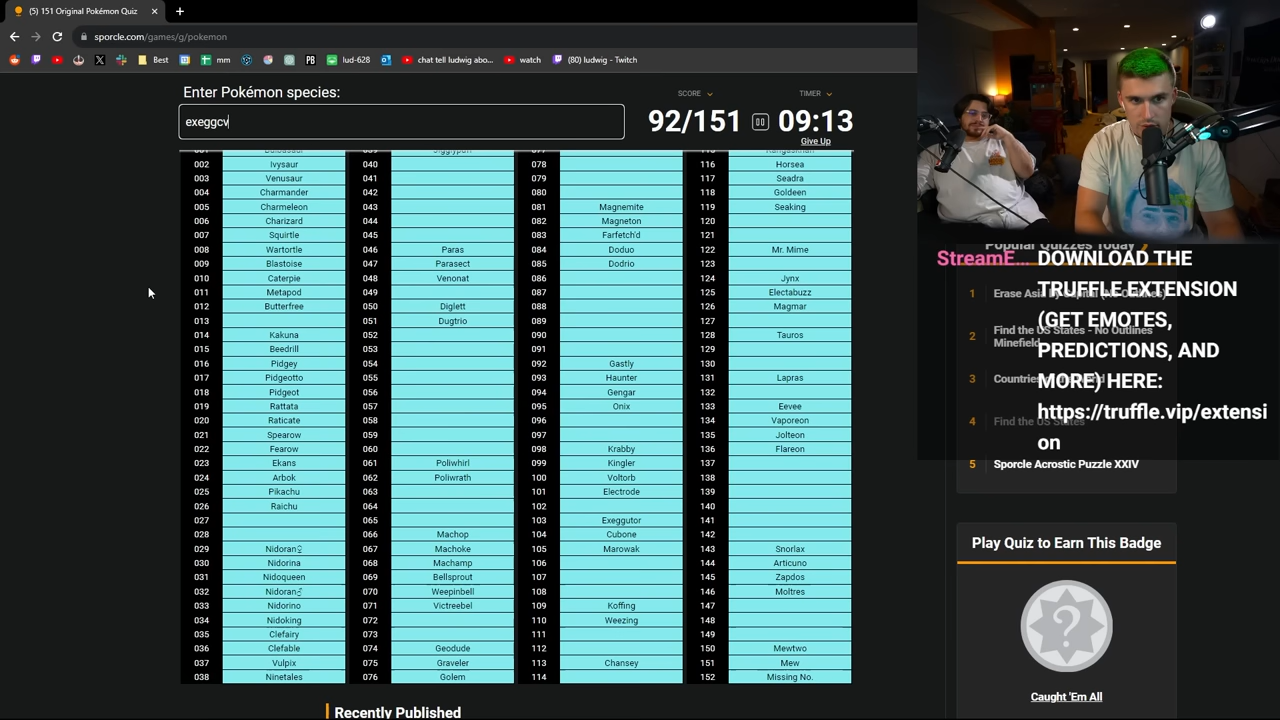 (5) 151 Original Pokémon Quiz
sporcle.com/games/g/pokemon
Best
mm
lud-628
chat tell ludwig abo...
watch
(80) ludwig - Twitch
Enter Pokémon species:
exeggcv
SCORE
TIMER
92/151
09:13
Give Up
002 Ivysaur 040 078 116 Horsea
003 Venusaur 041 079 117 Seadra
004 Charmander 042 080 118 Goldeen
005 Charmeleon 043 081 Magnemite 119 Seaking
006 Charizard 044 082 Magneton 120
007 Squirtle 045 083 Farfetch'd 121
008 Wartortle 046 Paras 084 Doduo 122 Mr. Mime
009 Blastoise 047 Parasect 085 Dodrio 123
010 Caterpie 048 Venonat 086 124 Jynx
011 Metapod 049 087 125 Electabuzz
012 Butterfree 050 Diglett 088 126 Magmar
013 051 Dugtrio 089 127
014 Kakuna 052 090 128 Tauros
015 Beedrill 053 091 129
016 Pidgey 054 092 Gastly 130
017 Pidgeotto 055 093 Haunter 131 Lapras
018 Pidgeot 056 094 Gengar 132
019 Rattata 057 095 Onix 133 Eevee
020 Raticate 058 096 134 Vaporeon
021 Spearow 059 097 135 Jolteon
022 Fearow 060 098 Krabby 136 Flareon
023 Ekans 061 Poliwhirl 099 Kingler 137
024 Arbok 062 Poliwrath 100 Voltorb 138
025 Pikachu 063 101 Electrode 139
026 Raichu 064 102 140
027 065 103 Exeggutor 141
028 066 Machop 104 Cubone 142
029 Nidoran♀ 067 Machoke 105 Marowak 143 Snorlax
030 Nidorina 068 Machamp 106 144 Articuno
031 Nidoqueen 069 Bellsprout 107 145 Zapdos
032 Nidoran♂ 070 Weepinbell 108 146 Moltres
033 Nidorino 071 Victreebel 109 Koffing 147
034 Nidoking 072 110 Weezing 148
035 Clefairy 073 111 149
036 Clefable 074 Geodude 112 150 Mewtwo
037 Vulpix 075 Graveler 113 Chansey 151 Mew
038 Ninetales 076 Golem 114 152 Missing No.
Recently Published
Popular Quizzes Today
StreamE... DOWNLOAD THE
TRUFFLE EXTENSION
(GET EMOTES,
PREDICTIONS, AND
MORE) HERE:
https://truffle.vip/extensi
on
1 Erase Asia
2 Find the US States - No Outlines
Minefield
3 Countries
4 Find the US States
5 Sporcle Acrostic Puzzle XXIV
Play Quiz to Earn This Badge
Caught 'Em All